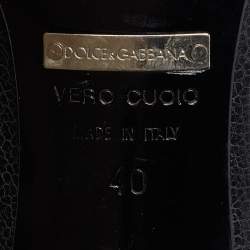 DOLCE & GABBANA
VERO CUOIO
MADE IN ITALY
40